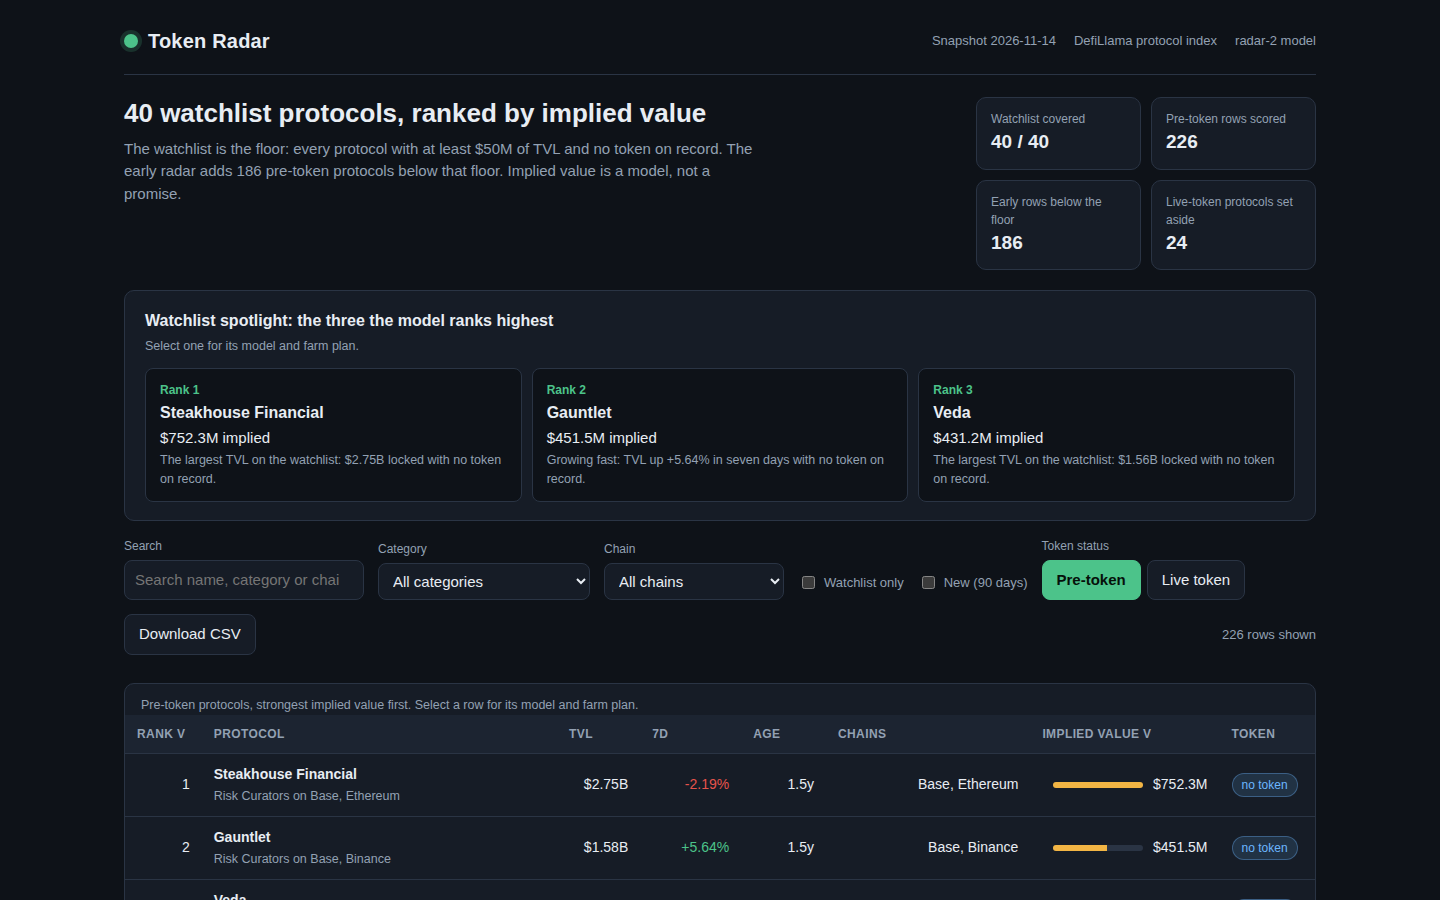 Token Radar
Snapshot 2026-11-14 DefiLlama protocol index radar-2 model
40 watchlist protocols, ranked by implied value
The watchlist is the floor: every protocol with at least $50M of TVL and no token on record. The
early radar adds 186 pre-token protocols below that floor. Implied value is a model, not a
promise.
Watchlist covered
40 / 40
Pre-token rows scored
226
Early rows below the
floor
186
Live-token protocols set
aside
24
Watchlist spotlight: the three the model ranks highest
Select one for its model and farm plan.
Rank 1
Steakhouse Financial
$752.3M implied
The largest TVL on the watchlist: $2.75B locked with no token
on record.
Rank 2
Gauntlet
$451.5M implied
Growing fast: TVL up +5.64% in seven days with no token on
record.
Rank 3
Veda
$431.2M implied
The largest TVL on the watchlist: $1.56B locked with no token
on record.
Search
Search name, category or chai
Category
All categories
Chain
All chains
Watchlist only
New (90 days)
Token status
Pre-token
Live token
Download CSV
226 rows shown
Pre-token protocols, strongest implied value first. Select a row for its model and farm plan.
RANK V PROTOCOL TVL 7D AGE CHAINS IMPLIED VALUE V TOKEN
1 Steakhouse Financial $2.75B -2.19% 1.5y Base, Ethereum $752.3M no token
Risk Curators on Base, Ethereum
2 Gauntlet $1.58B +5.64% 1.5y Base, Binance $451.5M no token
Risk Curators on Base, Binance
Veda